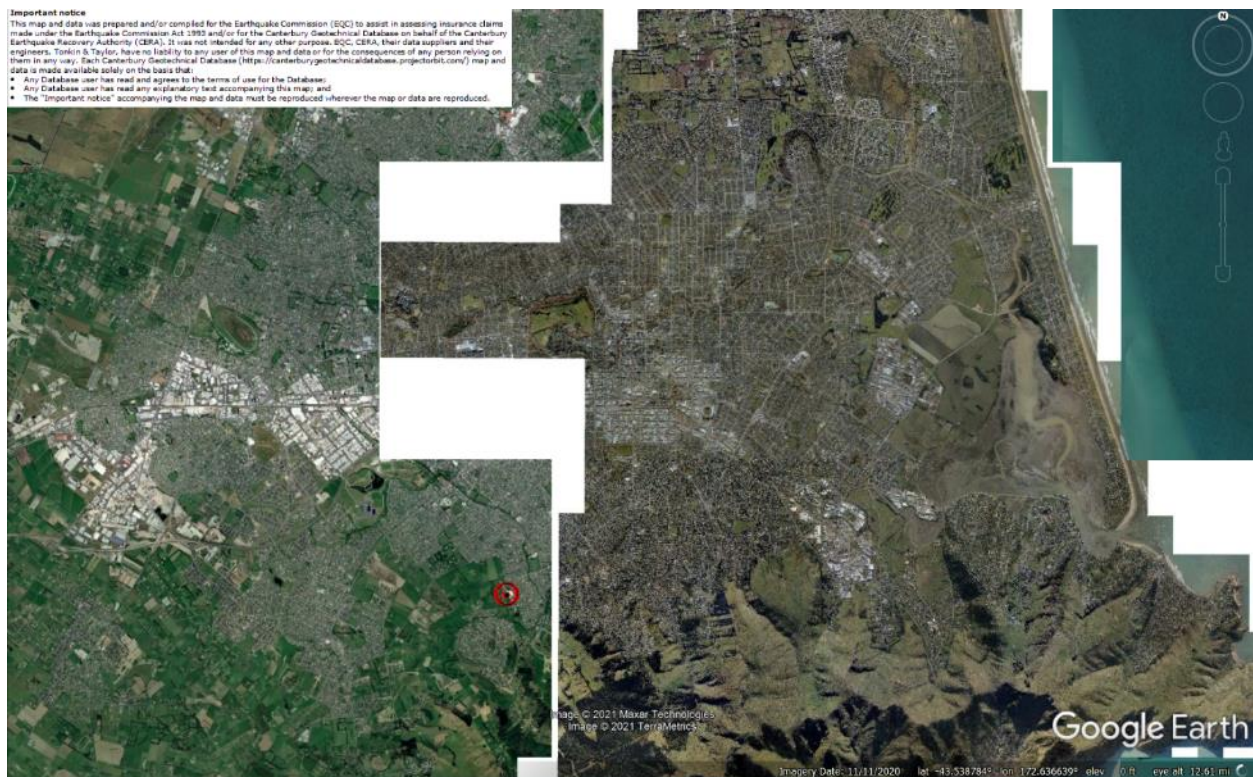 Important notice
This map and data was prepared and/or compiled for the Earthquake Commission (EQC) to assist in assessing insurance claims
made under the Earthquake Commission Act 1993 and/or for the Canterbury Geotechnical Database on behalf of the Canterbury
Earthquake Recovery Authority (CERA). It was not intended for any other purpose. EQC, CERA, their data suppliers and their
engineers, Tonkin & Taylor, have no liability to any user of this map and data or for the consequences of any person relying on
them in any way. Each Canterbury Geotechnical Database (https://canterburygeotechnicaldatabase.projectorbit.com/) map and
data is made available solely on the basis that:
• Any Database user has read and agrees to the terms of use for the Database;
• Any Database user has read any explanatory text accompanying this map; and
• The "Important notice" accompanying the map and data must be reproduced wherever the map or data are reproduced.
N
Image © 2021 Maxar Technologies
Image © 2021 TerraMetrics
Google Earth
Imagery Date: 11/11/2020 lat -43.538784° lon 172.636639° elev 0 ft eye alt 12.61 mi